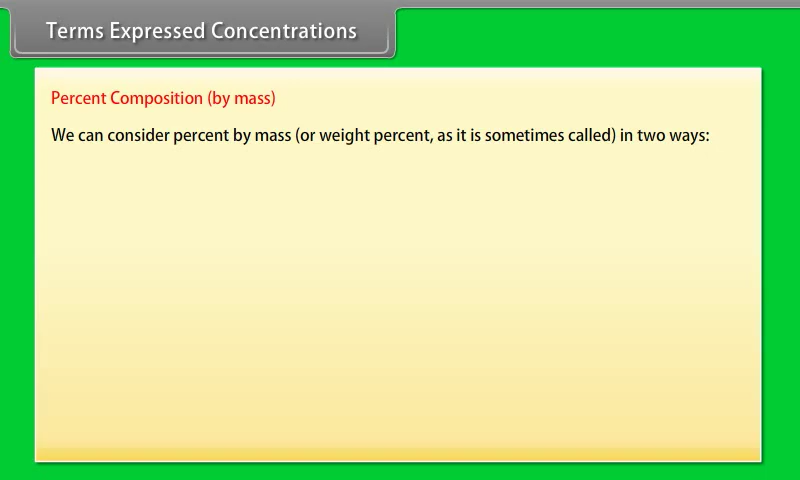 Terms Expressed Concentrations
Percent Composition (by mass)
We can consider percent by mass (or weight percent, as it is sometimes called) in two ways: